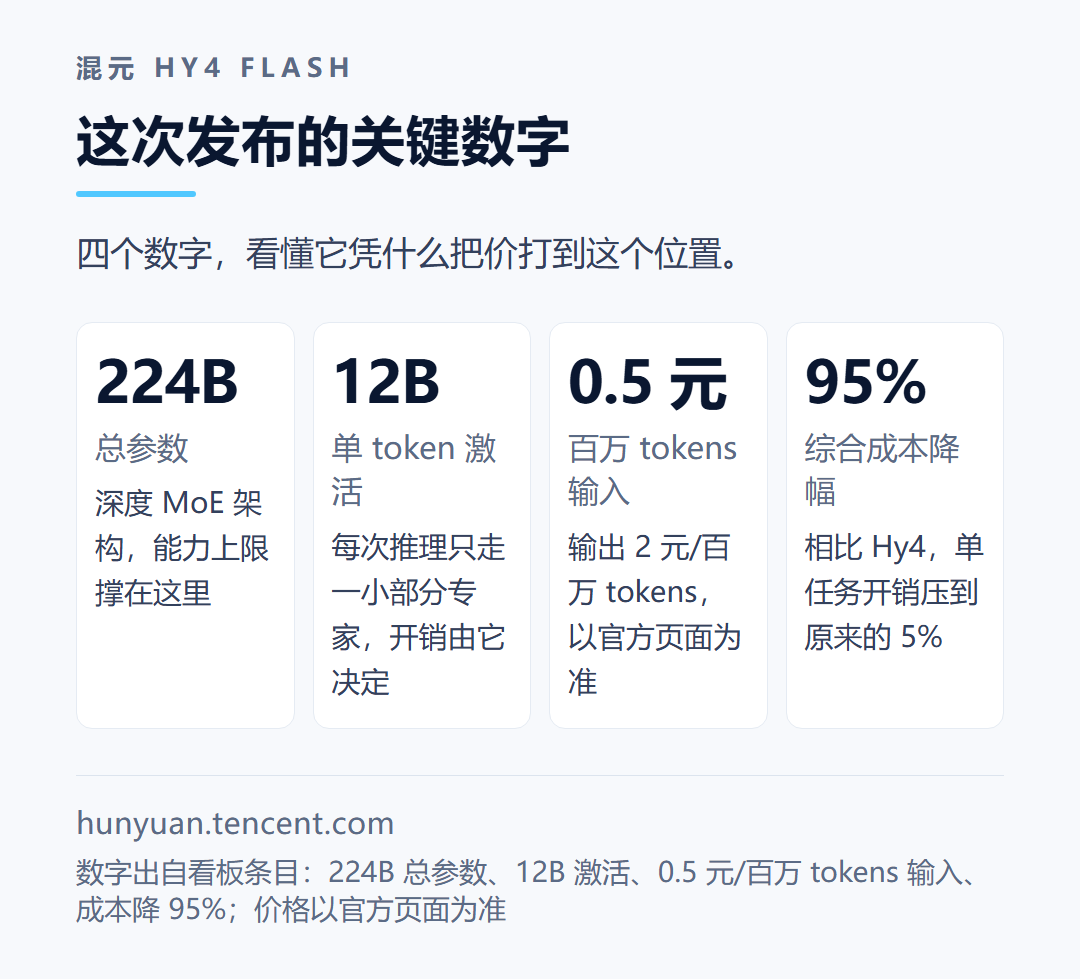 混元 HY4 FLASH
这次发布的关键数字
四个数字，看懂它凭什么把价打到这个位置。
224B
总参数
深度 MoE 架
构，能力上限
撑在这里
12B
单 token 激
活
每次推理只走
一小部分专
家，开销由它
决定
0.5 元
百万 tokens
输入
输出 2 元/百
万 tokens，
以官方页面为
准
95%
综合成本降
幅
相比 Hy4，单
任务开销压到
原来的 5%
hunyuan.tencent.com
数字出自看板条目：224B 总参数、12B 激活、0.5 元/百万 tokens 输入、
成本降 95%；价格以官方页面为准